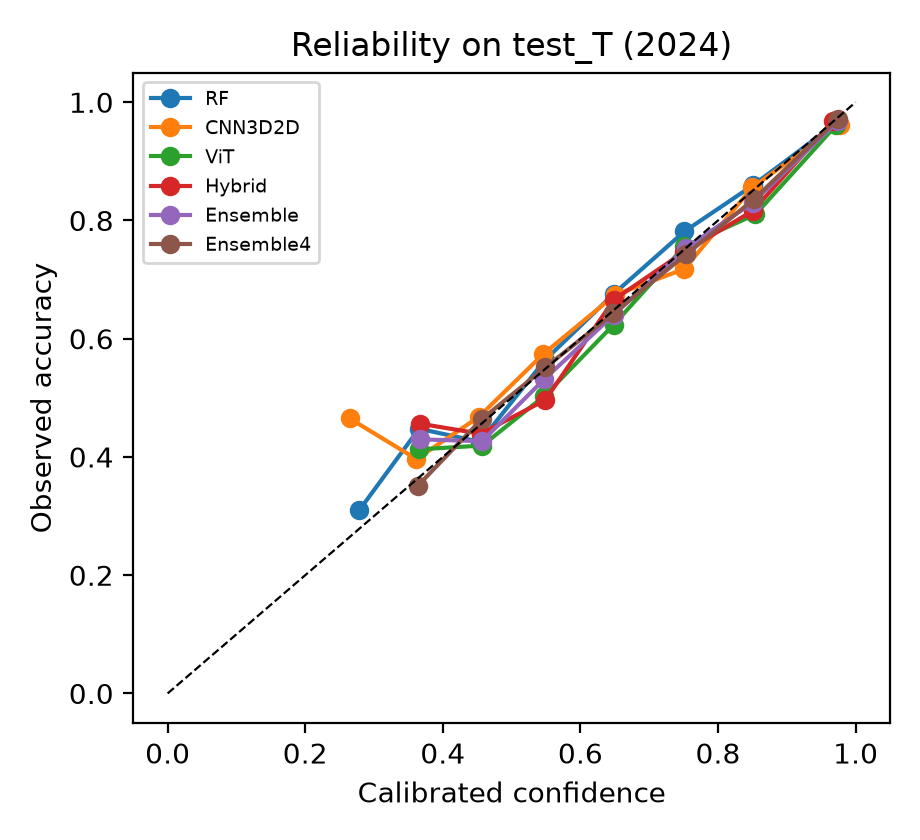 Reliability on test_T (2024)
RF
CNN3D2D
ViT
Hybrid
Ensemble
Ensemble4
1.0
0.8
0.6
0.4
0.2
0.0
Observed accuracy
0.0 0.2 0.4 0.6 0.8 1.0
Calibrated confidence